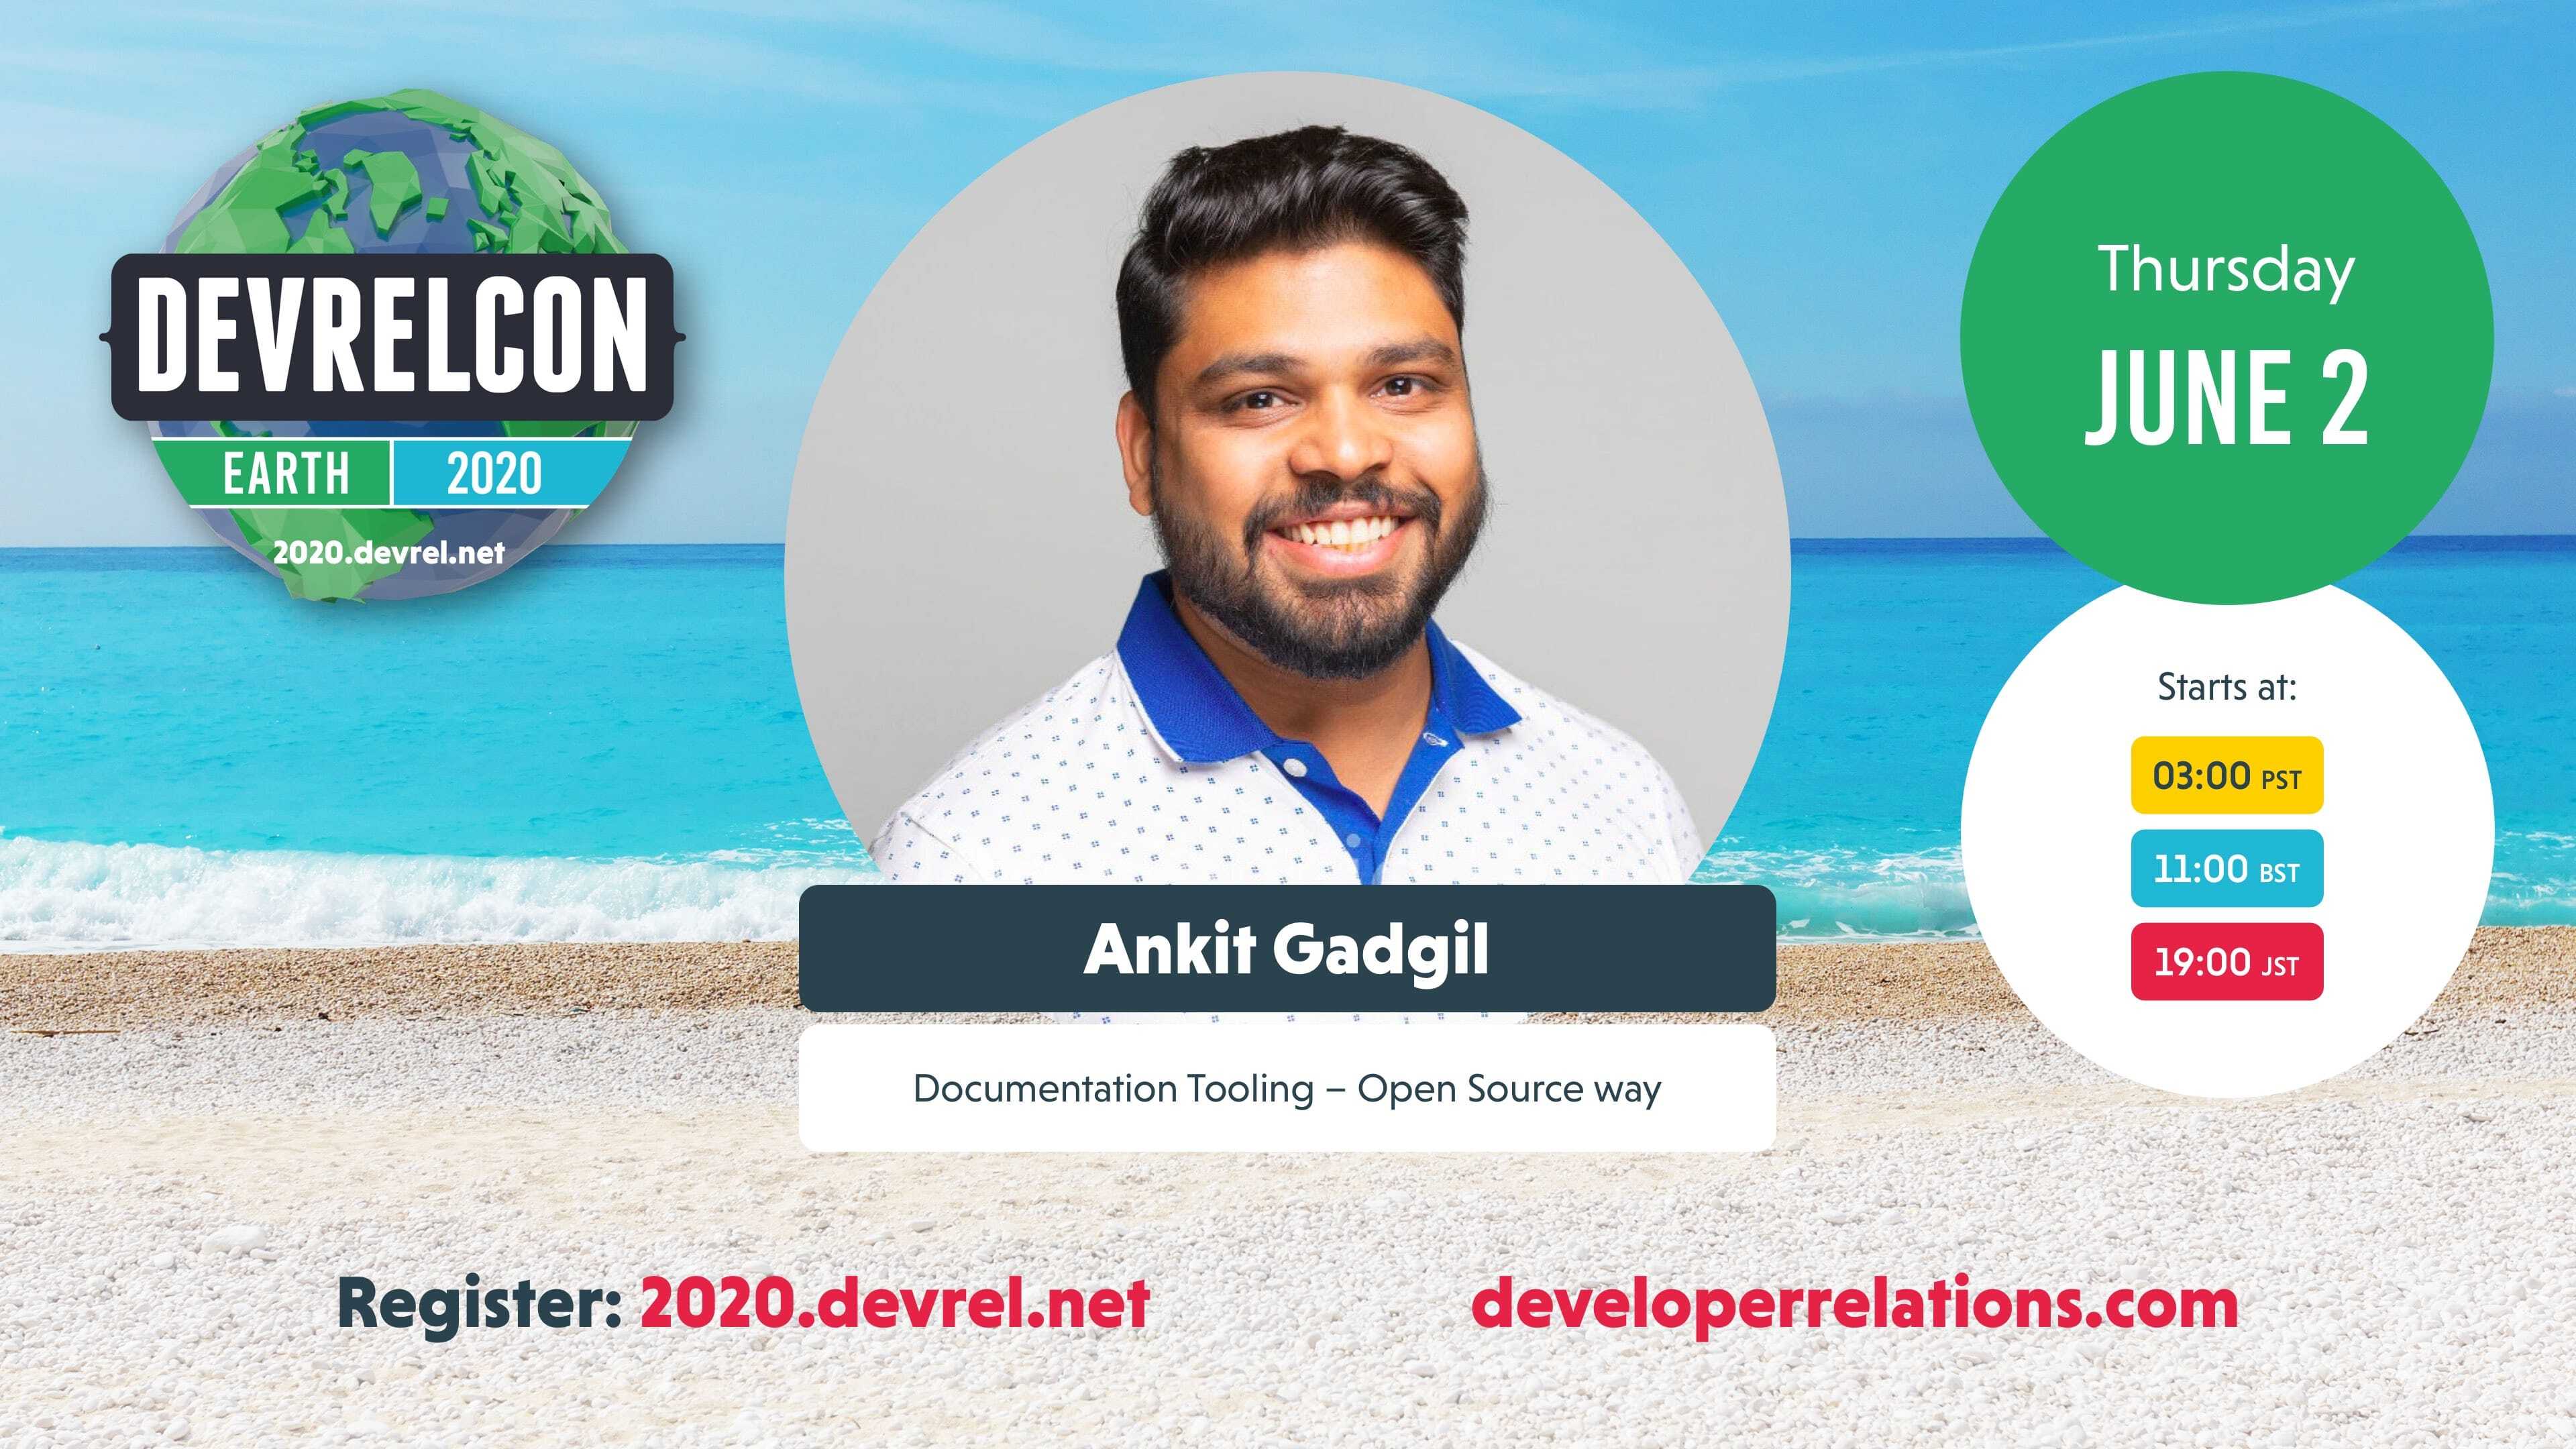 DEVRELCON
EARTH 2020
2020.devrel.net
Thursday
JUNE 2
Starts at:
03:00 PST
11:00 BST
19:00 JST
Ankit Gadgil
Documentation Tooling – Open Source way
Register: 2020.devrel.net
developerrelations.com